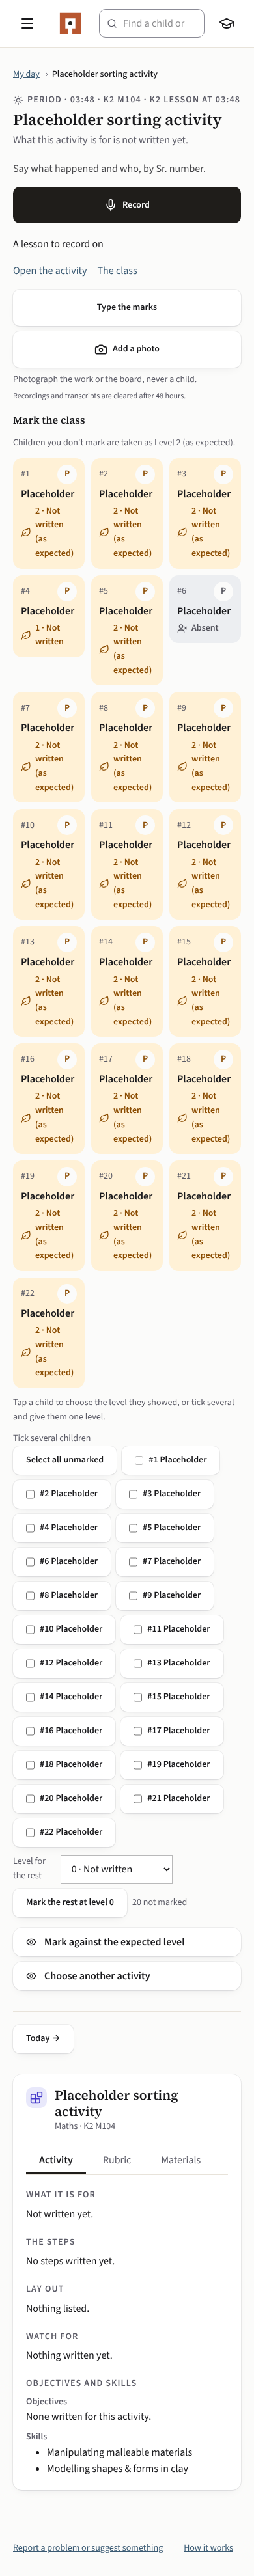 Find a child or
My day › Placeholder sorting activity
PERIOD · 03:48 · K2 M104 · K2 LESSON AT 03:48
Placeholder sorting activity
What this activity is for is not written yet.
Say what happened and who, by Sr. number.
Record
A lesson to record on
Open the activity The class
Type the marks
Add a photo
Photograph the work or the board, never a child.
Recordings and transcripts are cleared after 48 hours.
Mark the class
Children you don't mark are taken as Level 2 (as expected).
#1 P #2 P #3 P
Placeholder Placeholder Placeholder
2 · Not 2 · Not 2 · Not
written written written
(as (as (as
expected) expected) expected)
#4 P #5 P #6 P
Placeholder Placeholder Placeholder
1 · Not 2 · Not Absent
written written
(as
expected)
#7 P #8 P #9 P
Placeholder Placeholder Placeholder
2 · Not 2 · Not 2 · Not
written written written
(as (as (as
expected) expected) expected)
#10 P #11 P #12 P
Placeholder Placeholder Placeholder
2 · Not 2 · Not 2 · Not
written written written
(as (as (as
expected) expected) expected)
#13 P #14 P #15 P
Placeholder Placeholder Placeholder
2 · Not 2 · Not 2 · Not
written written written
(as (as (as
expected) expected) expected)
#16 P #17 P #18 P
Placeholder Placeholder Placeholder
2 · Not 2 · Not 2 · Not
written written written
(as (as (as
expected) expected) expected)
#19 P #20 P #21 P
Placeholder Placeholder Placeholder
2 · Not 2 · Not 2 · Not
written written written
(as (as (as
expected) expected) expected)
#22 P
Placeholder
2 · Not
written
(as
expected)
Tap a child to choose the level they showed, or tick several
and give them one level.
Tick several children
Select all unmarked #1 Placeholder
#2 Placeholder #3 Placeholder
#4 Placeholder #5 Placeholder
#6 Placeholder #7 Placeholder
#8 Placeholder #9 Placeholder
#10 Placeholder #11 Placeholder
#12 Placeholder #13 Placeholder
#14 Placeholder #15 Placeholder
#16 Placeholder #17 Placeholder
#18 Placeholder #19 Placeholder
#20 Placeholder #21 Placeholder
#22 Placeholder
Level for
the rest
0 · Not written
Mark the rest at level 0 20 not marked
Mark against the expected level
Choose another activity
Today →
Placeholder sorting
activity
Maths · K2 M104
Activity Rubric Materials
WHAT IT IS FOR
Not written yet.
THE STEPS
No steps written yet.
LAY OUT
Nothing listed.
WATCH FOR
Nothing written yet.
OBJECTIVES AND SKILLS
Objectives
None written for this activity.
Skills
• Manipulating malleable materials
• Modelling shapes & forms in clay
Report a problem or suggest something How it works